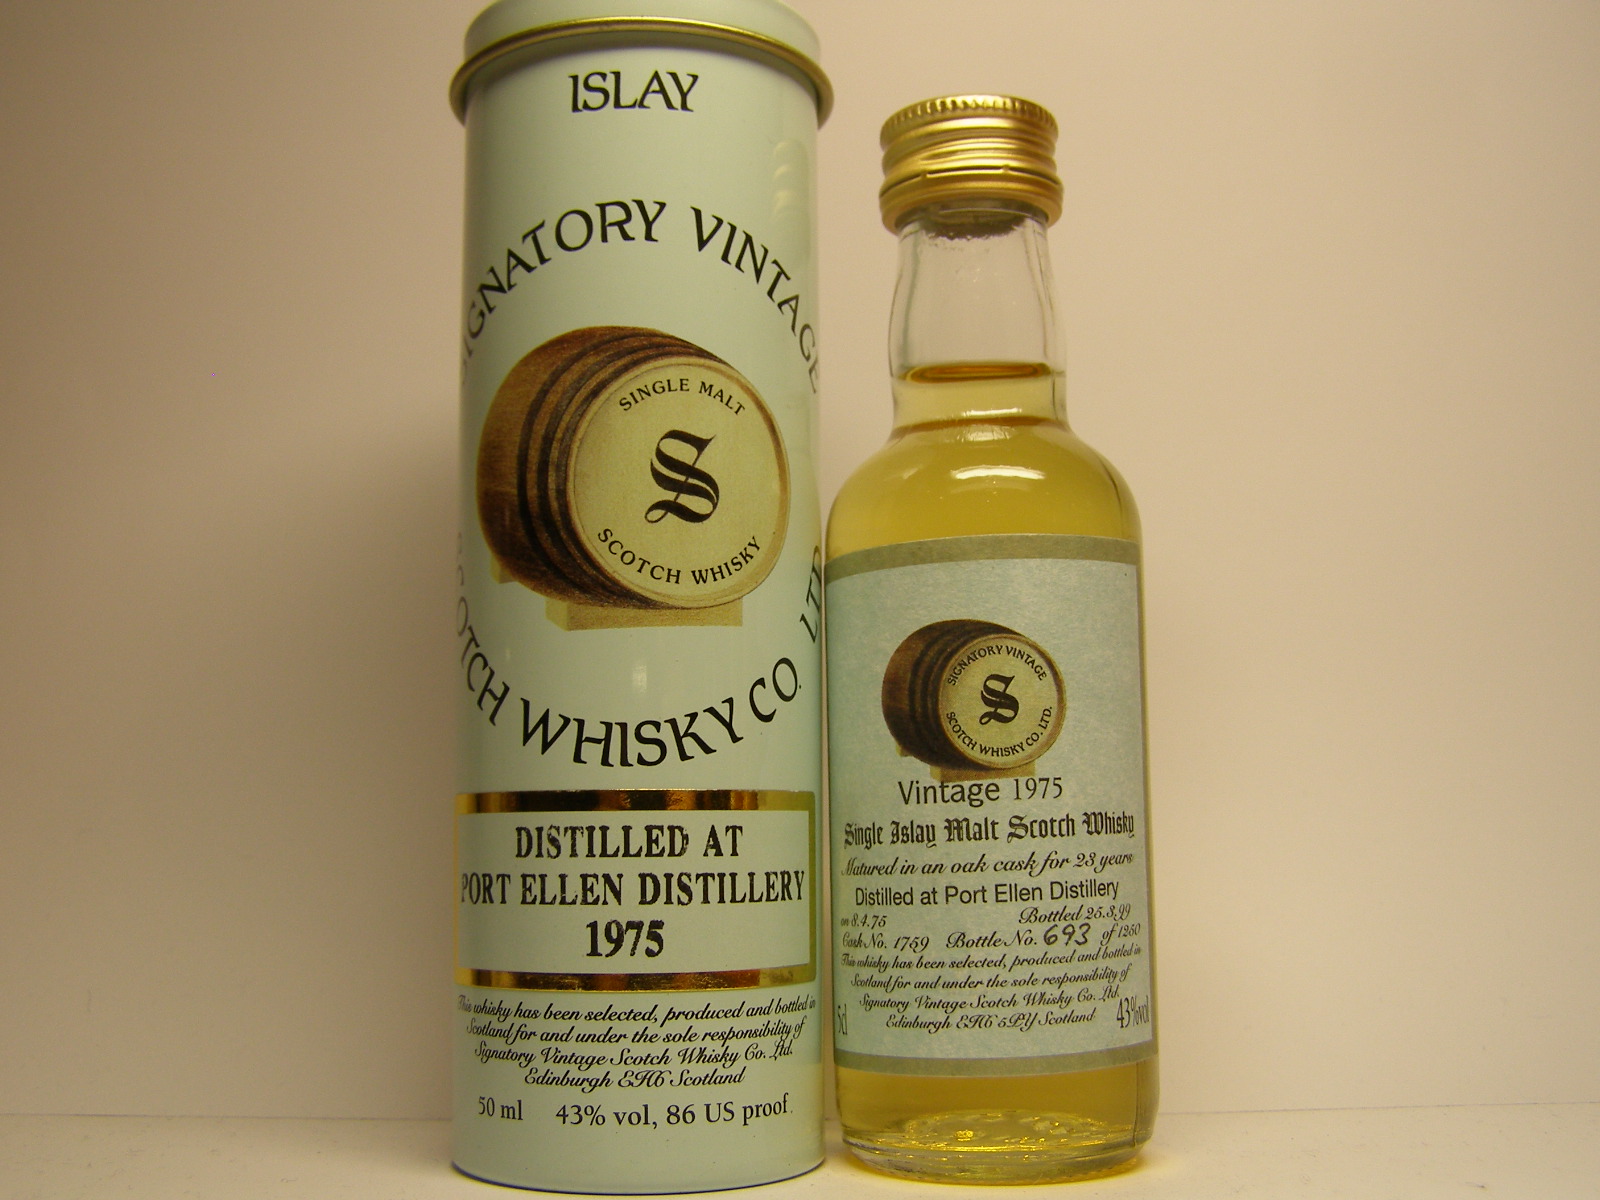 ISLAY
SIGNATORY VINTAGE
SINGLE MALT
S
SCOTCH WHISKY
SCOTCH WHISKY CO. LTD
DISTILLED AT
PORT ELLEN DISTILLERY
1975
This whisky has been selected, produced and bottled in
Scotland for and under the sole responsibility of
Signatory Vintage Scotch Whisky Co. Ltd.
Edinburgh EH6 Scotland
50 ml 43% vol, 86 US proof
SIGNATORY VINTAGE
S
SCOTCH WHISKY CO. LTD.
Vintage 1975
Single Islay Malt Scotch Whisky
Matured in an oak cask for 23 years
Distilled at Port Ellen Distillery
on 8.4.75 Bottled 25.3.99
Cask No. 1759 Bottle No. 693 of 1250
This whisky has been selected, produced and bottled in
Scotland for and under the sole responsibility of
Signatory Vintage Scotch Whisky Co. Ltd.
Edinburgh EH6 5PY Scotland
5cl 43%vol